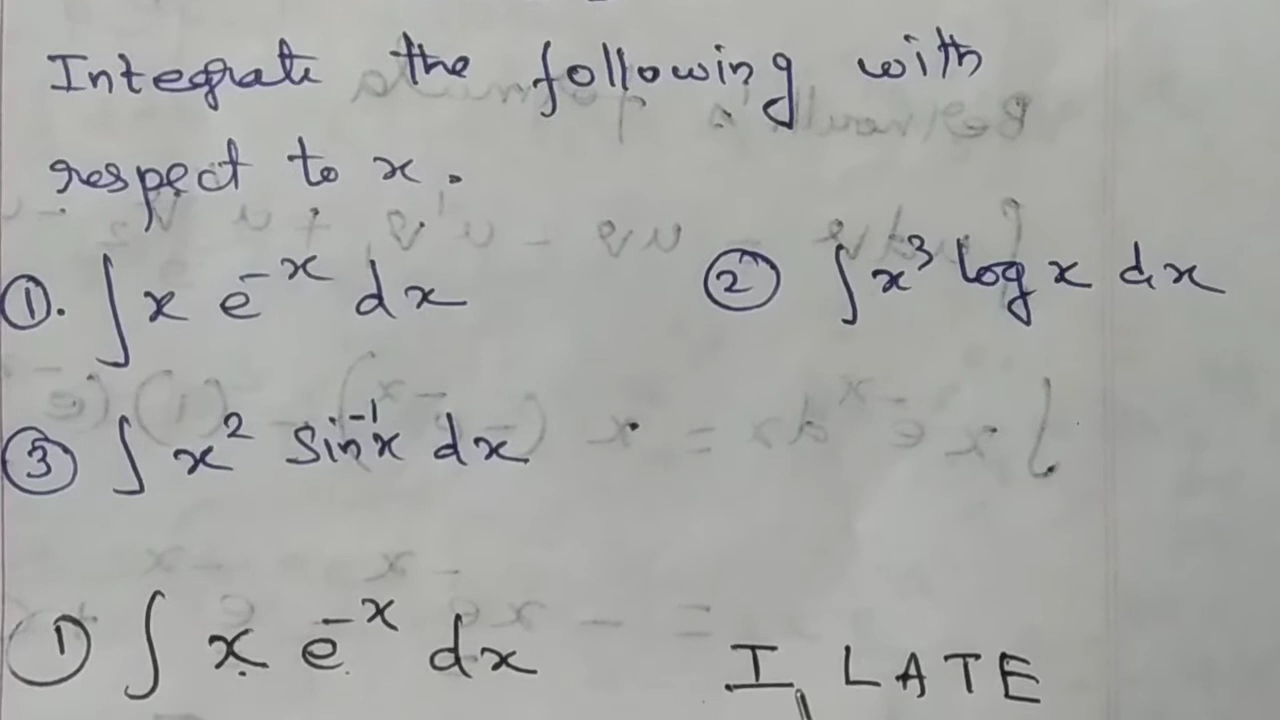 Integrate the following with
respect to x.
①. ∫ x e^{-x} dx ② ∫ x³ log x dx
③ ∫ x² sin⁻¹x dx
① ∫ x e^{-x} dx I LATE